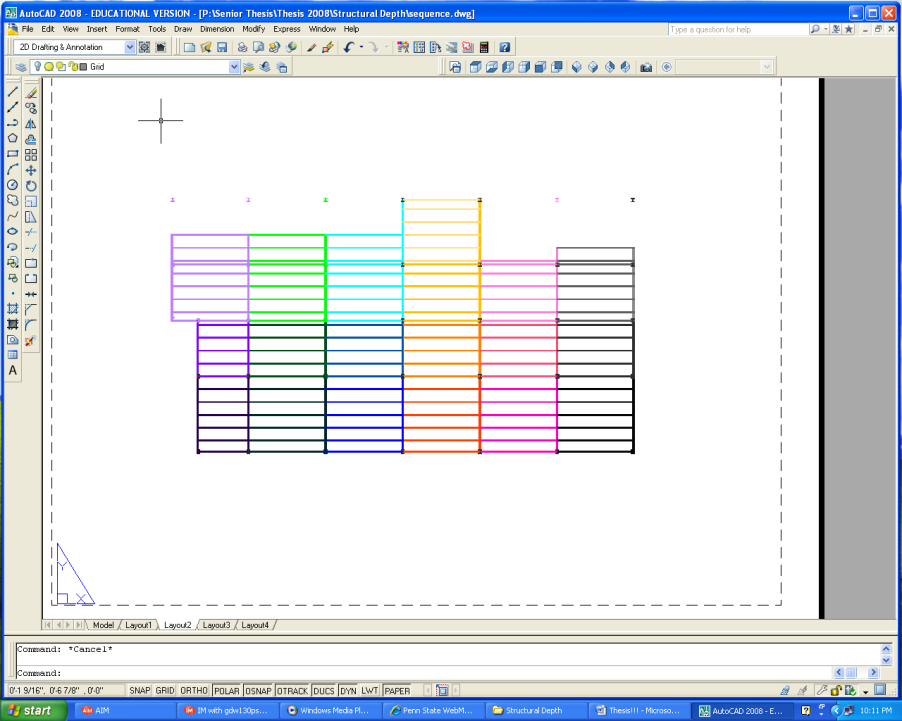 AutoCAD 2008 - EDUCATIONAL VERSION - [P:\Senior Thesis\Thesis 2008\Structural Depth\sequence.dwg]
File Edit View Insert Format Tools Draw Dimension Modify Express Window Help
Type a question for help
2D Drafting & Annotation
Grid
A
Y
X
Model Layout1 Layout2 Layout3 Layout4
Command: *Cancel*
Command:
0'-1 9/16", 0'-6 7/8" , 0'-0" SNAP GRID ORTHO POLAR OSNAP OTRACK DUCS DYN LWT PAPER
start AIM IM with gdw130ps... Windows Media Pl... Penn State WebM... Structural Depth Thesis!!! - Microso... AutoCAD 2008 - E... 10:11 PM